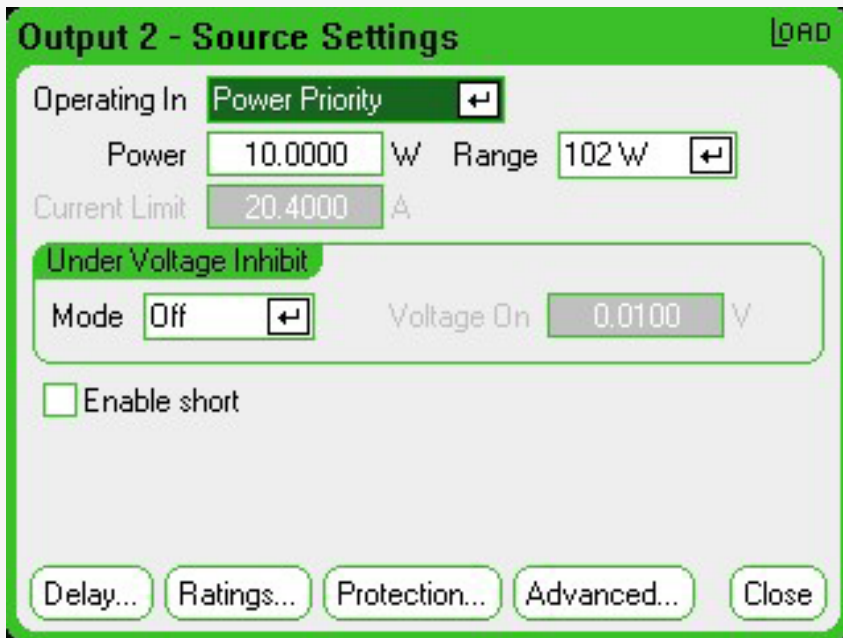 Output 2 - Source Settings LOAD
Operating In Power Priority
Power 10.0000 W Range 102 W
Current Limit 20.4000 A
Under Voltage Inhibit
Mode Off Voltage On 0.0100 V
Enable short
Delay... Ratings... Protection... Advanced... Close